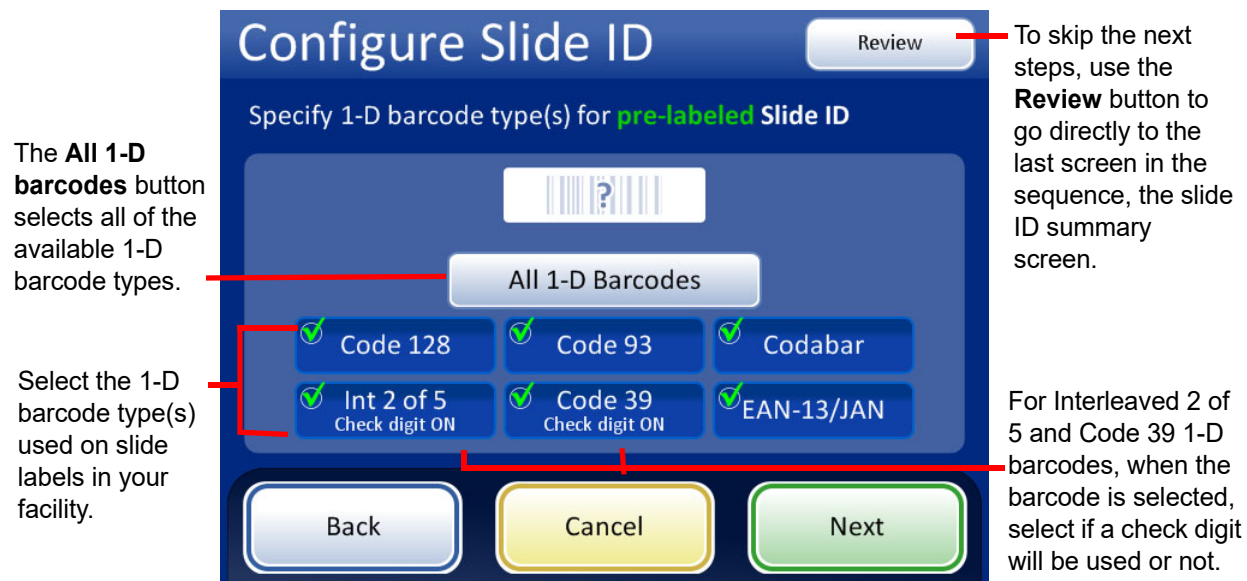 Configure Slide ID
Review
To skip the next
steps, use the
Review button to
go directly to the
last screen in the
sequence, the slide
ID summary
screen.
Specify 1-D barcode type(s) for pre-labeled Slide ID
The All 1-D
barcodes button
selects all of the
available 1-D
barcode types.
?
All 1-D Barcodes
Code 128
Code 93
Codabar
Int 2 of 5
Check digit ON
Code 39
Check digit ON
EAN-13/JAN
Select the 1-D
barcode type(s)
used on slide
labels in your
facility.
For Interleaved 2 of
5 and Code 39 1-D
barcodes, when the
barcode is selected,
select if a check digit
will be used or not.
Back
Cancel
Next